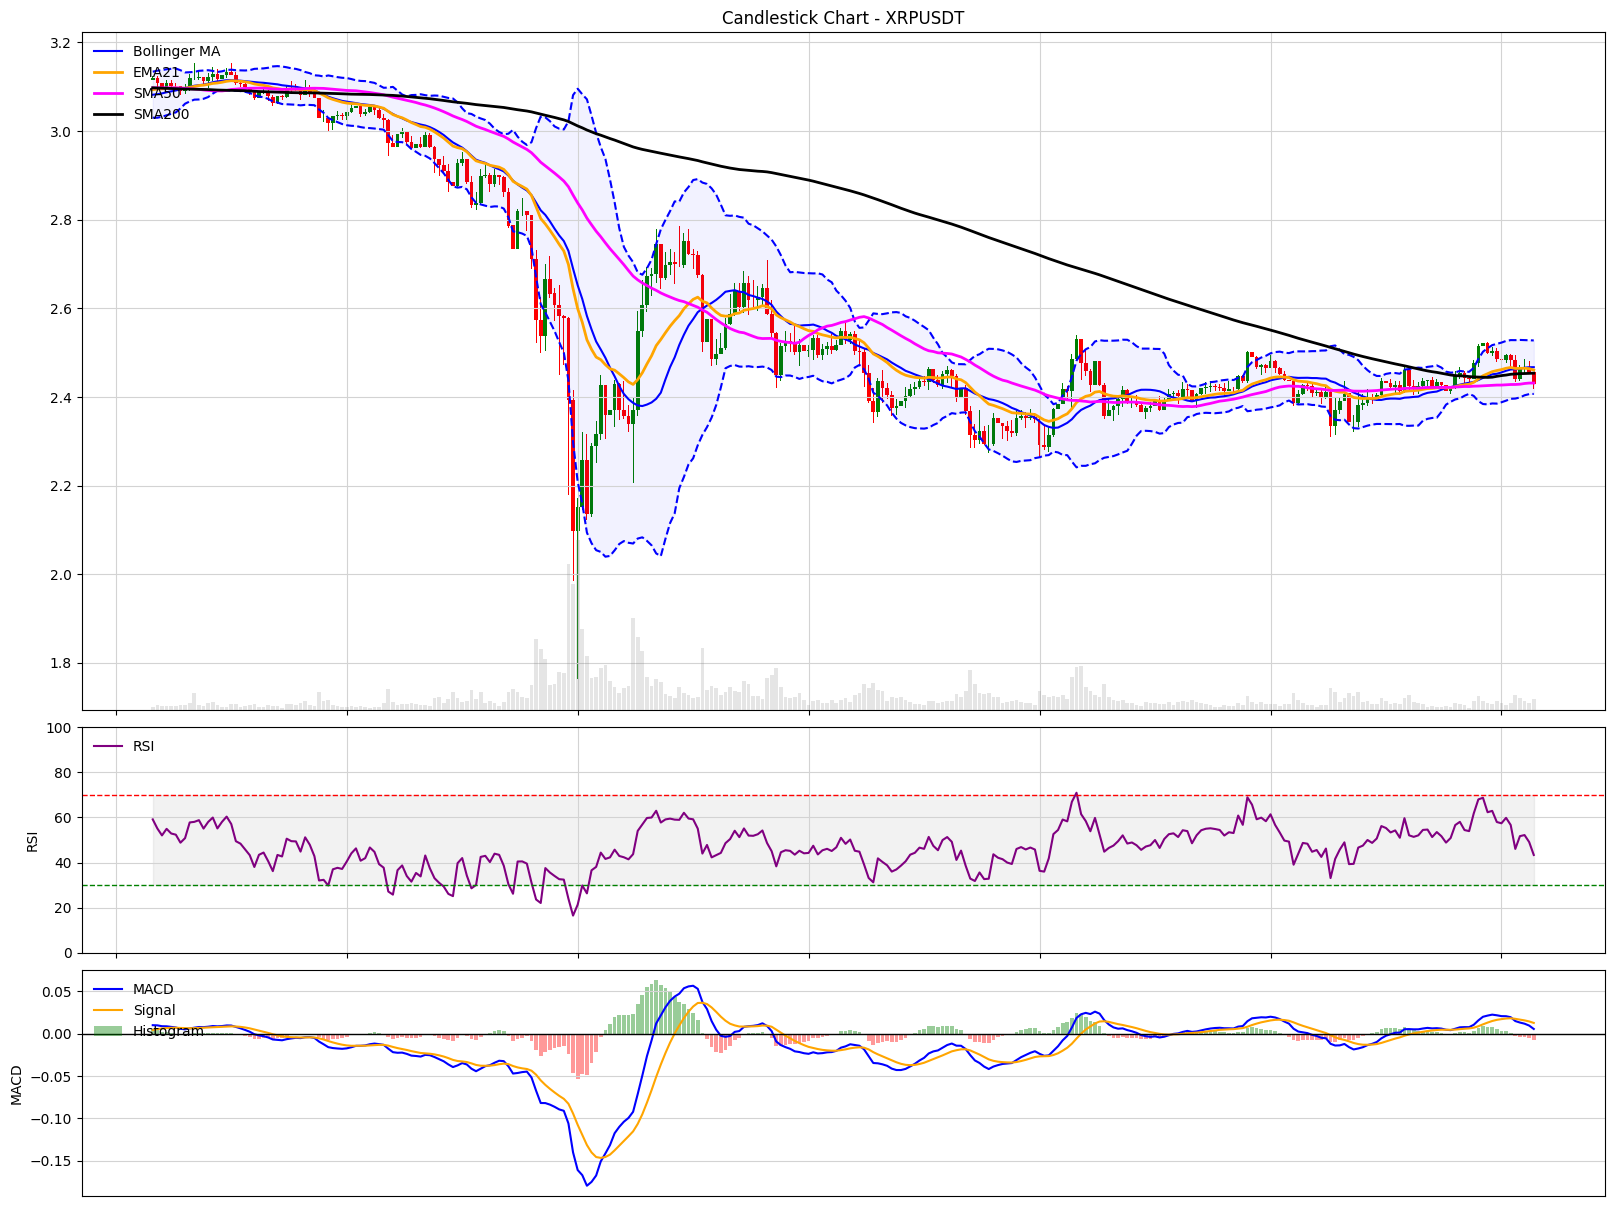 Candlestick Chart - XRPUSDT
Bollinger MA
EMA21
SMA50
SMA200
3.2
3.0
2.8
2.6
2.4
2.2
2.0
1.8
RSI
RSI
100
80
60
40
20
0
MACD
Signal
Histogram
MACD
0.05
0.00
−0.05
−0.10
−0.15